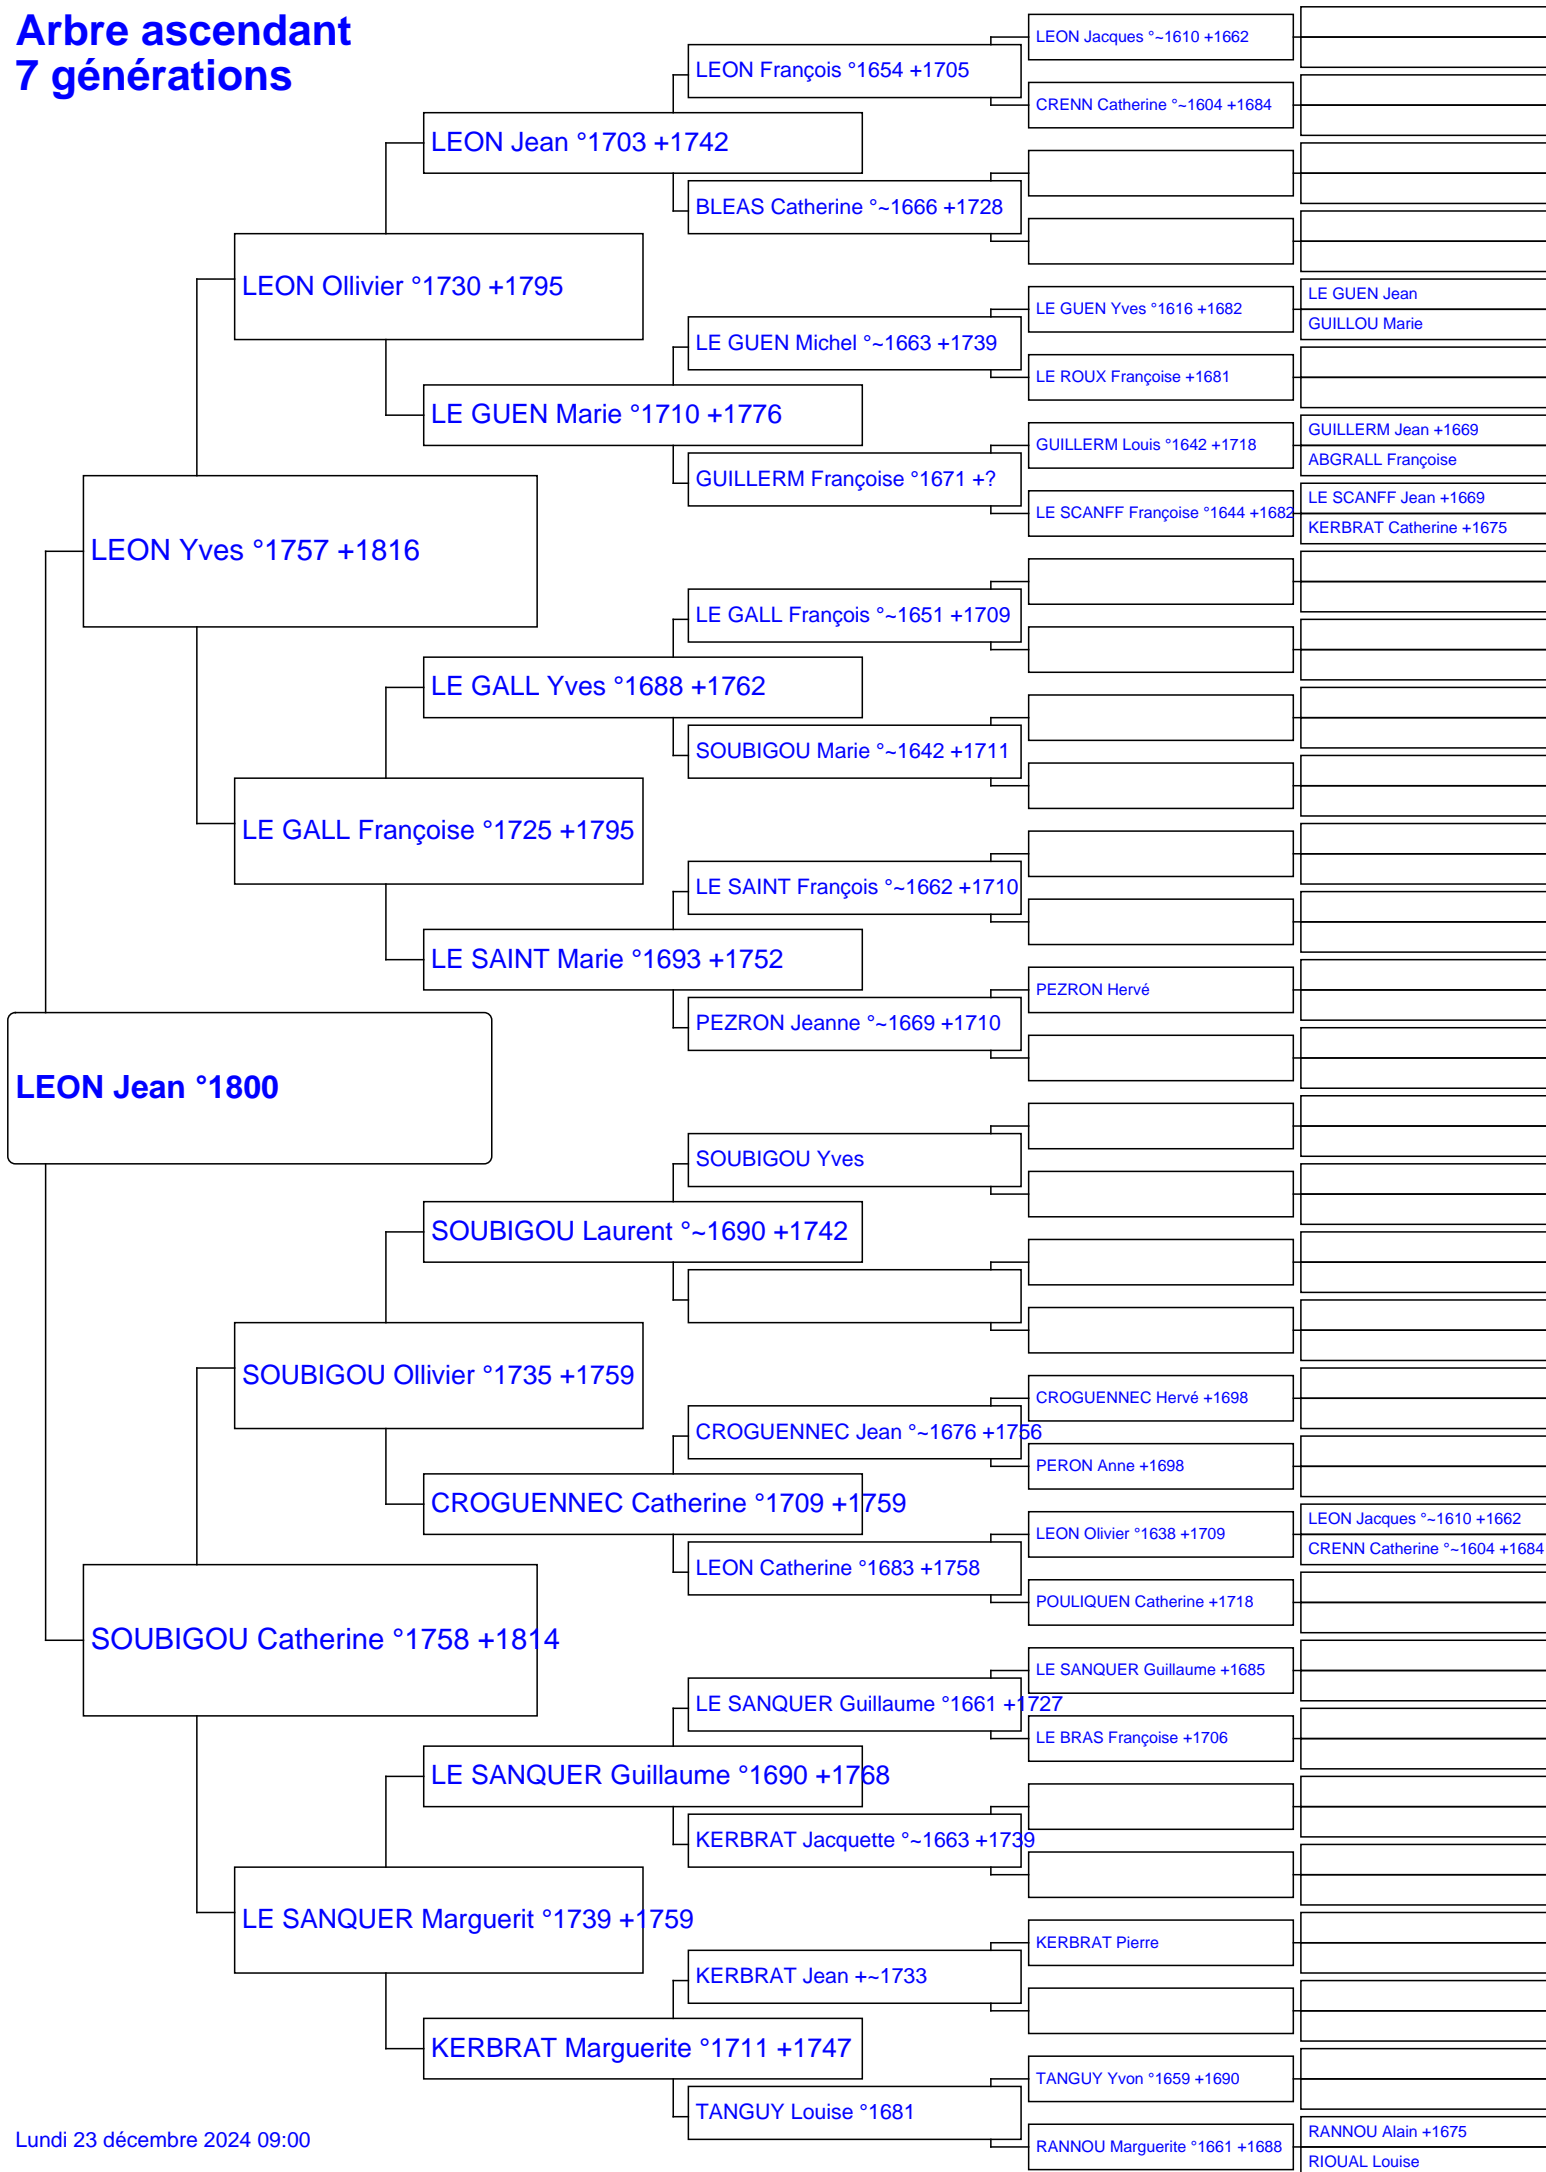 Arbre ascendant
7 générations
LEON Jean °1800
LEON Yves °1757 +1816
SOUBIGOU Catherine °1758 +1814
LEON Ollivier °1730 +1795
LE GALL Françoise °1725 +1795
SOUBIGOU Ollivier °1735 +1759
LE SANQUER Marguerit °1739 +1759
LEON Jean °1703 +1742
LE GUEN Marie °1710 +1776
LE GALL Yves °1688 +1762
LE SAINT Marie °1693 +1752
SOUBIGOU Laurent °~1690 +1742
CROGUENNEC Catherine °1709 +1759
LE SANQUER Guillaume °1690 +1768
KERBRAT Marguerite °1711 +1747
LEON François °1654 +1705
BLEAS Catherine °~1666 +1728
LE GUEN Michel °~1663 +1739
GUILLERM Françoise °1671 +?
LE GALL François °~1651 +1709
SOUBIGOU Marie °~1642 +1711
LE SAINT François °~1662 +1710
PEZRON Jeanne °~1669 +1710
SOUBIGOU Yves
CROGUENNEC Jean °~1676 +1756
LEON Catherine °1683 +1758
LE SANQUER Guillaume °1661 +1727
KERBRAT Jacquette °~1663 +1739
KERBRAT Jean +~1733
TANGUY Louise °1681
LEON Jacques °~1610 +1662
CRENN Catherine °~1604 +1684
LE GUEN Yves °1616 +1682
LE ROUX Françoise +1681
GUILLERM Louis °1642 +1718
LE SCANFF Françoise °1644 +1682
PEZRON Hervé
CROGUENNEC Hervé +1698
PERON Anne +1698
LEON Olivier °1638 +1709
POULIQUEN Catherine +1718
LE SANQUER Guillaume +1685
LE BRAS Françoise +1706
KERBRAT Pierre
TANGUY Yvon °1659 +1690
RANNOU Marguerite °1661 +1688
LE GUEN Jean
GUILLOU Marie
GUILLERM Jean +1669
ABGRALL Françoise
LE SCANFF Jean +1669
KERBRAT Catherine +1675
LEON Jacques °~1610 +1662
CRENN Catherine °~1604 +1684
RANNOU Alain +1675
RIOUAL Louise
Lundi 23 décembre 2024 09:00